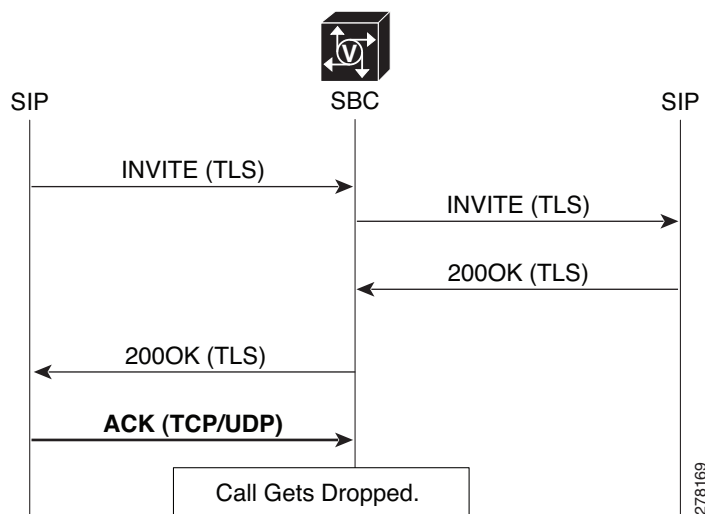 V
SIP
SBC
SIP
INVITE (TLS)
INVITE (TLS)
200OK (TLS)
200OK (TLS)
ACK (TCP/UDP)
Call Gets Dropped.
278169